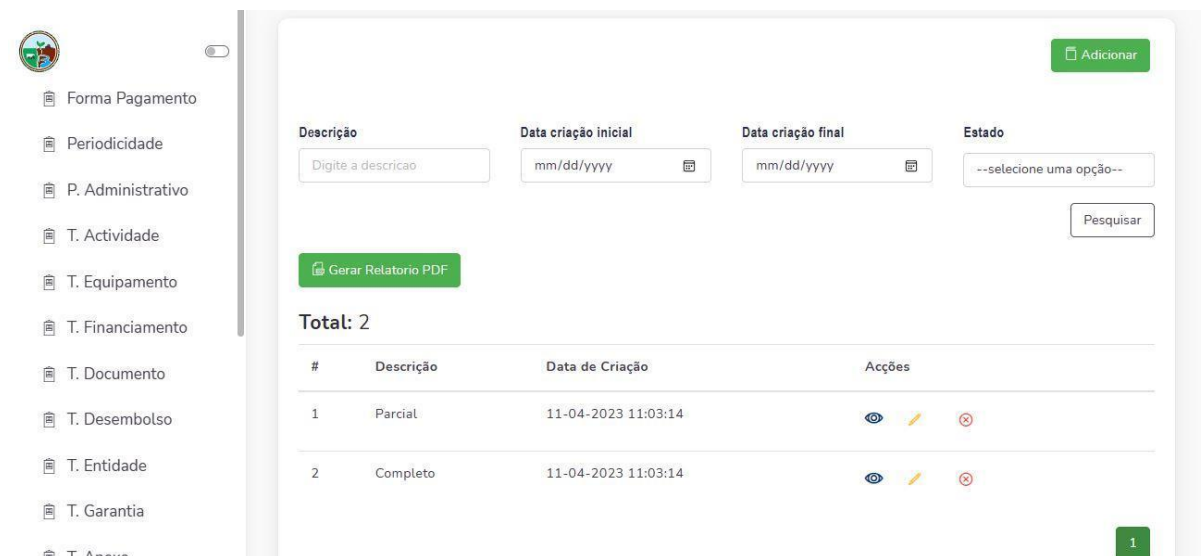 Forma Pagamento
Periodicidade
P. Administrativo
T. Actividade
T. Equipamento
T. Financiamento
T. Documento
T. Desembolso
T. Entidade
T. Garantia
T. Anexo
Adicionar
Descrição Data criação inicial Data criação final Estado
Digite a descricao mm/dd/yyyy mm/dd/yyyy --selecione uma opção--
Pesquisar
Gerar Relatorio PDF
Total: 2
# Descrição Data de Criação Acções
1 Parcial 11-04-2023 11:03:14
2 Completo 11-04-2023 11:03:14
1